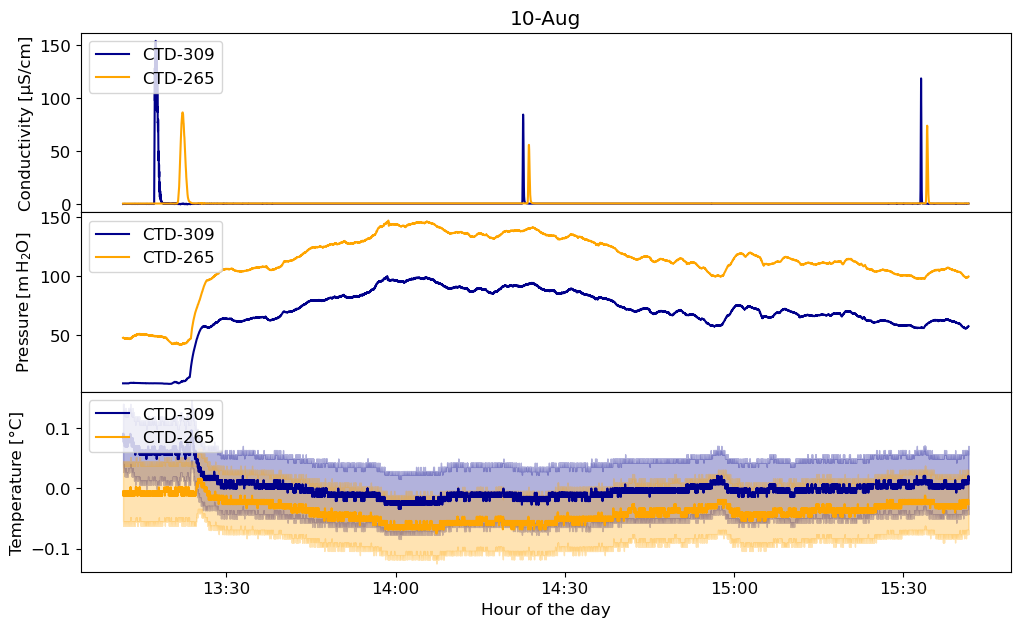 10-Aug
Conductivity [μS/cm]
150
100
50
0
CTD-309
CTD-265
Pressure [m H₂O]
150
100
50
CTD-309
CTD-265
Temperature [°C]
0.1
0.0
−0.1
CTD-309
CTD-265
13:30 14:00 14:30 15:00 15:30
Hour of the day